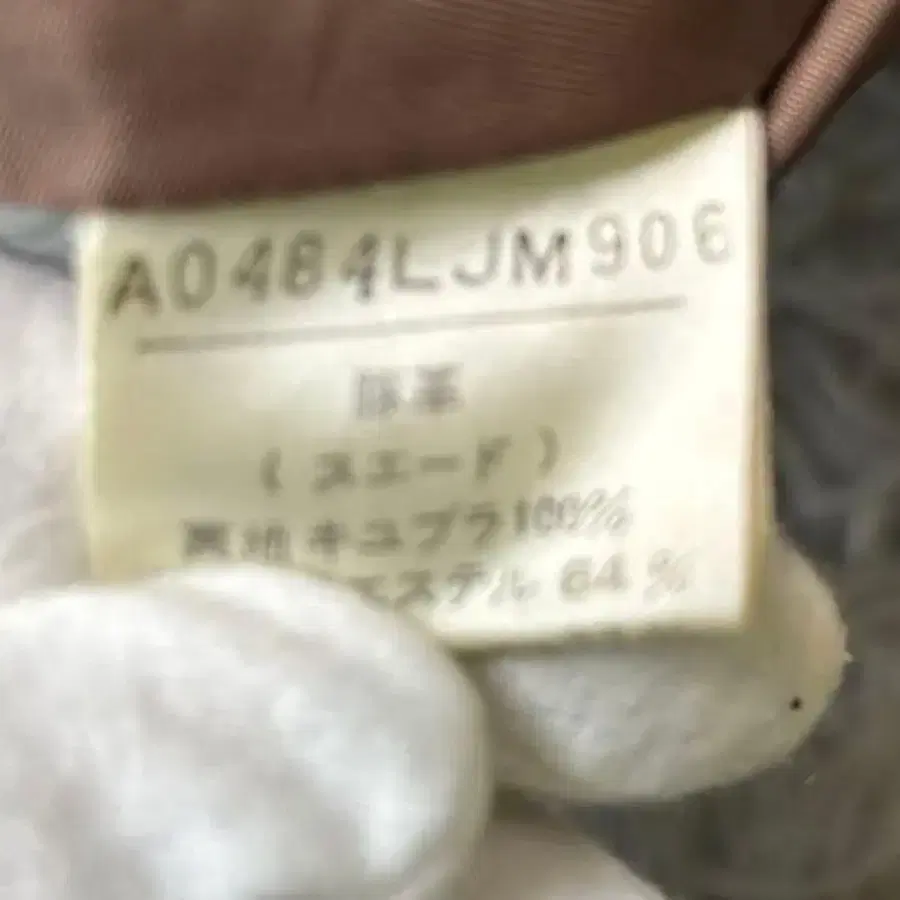 A0484LJM906
豚革
(スエード)
裏地 キュプラ100%
エステル 64%